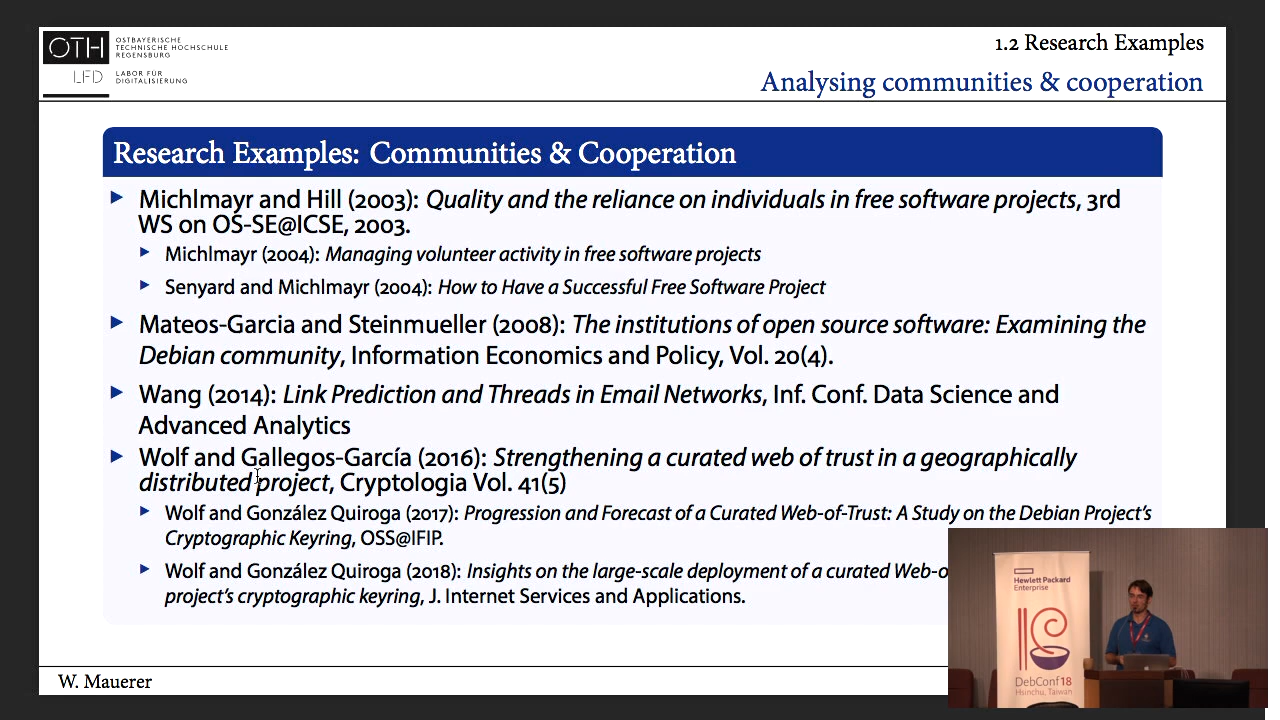 OTH
OSTBAYERISCHE
TECHNISCHE HOCHSCHULE
REGENSBURG
LFD
LABOR FÜR
DIGITALISIERUNG
1.2 Research Examples
Analysing communities & cooperation
Research Examples: Communities & Cooperation
Michlmayr and Hill (2003): Quality and the reliance on individuals in free software projects, 3rd
WS on OS-SE@ICSE, 2003.
Michlmayr (2004): Managing volunteer activity in free software projects
Senyard and Michlmayr (2004): How to Have a Successful Free Software Project
Mateos-Garcia and Steinmueller (2008): The institutions of open source software: Examining the
Debian community, Information Economics and Policy, Vol. 20(4).
Wang (2014): Link Prediction and Threads in Email Networks, Inf. Conf. Data Science and
Advanced Analytics
Wolf and Gallegos-García (2016): Strengthening a curated web of trust in a geographically
distributed project, Cryptologia Vol. 41(5)
Wolf and González Quiroga (2017): Progression and Forecast of a Curated Web-of-Trust: A Study on the Debian Project's
Cryptographic Keyring, OSS@IFIP.
Wolf and González Quiroga (2018): Insights on the large-scale deployment of a curated Web-o
project's cryptographic keyring, J. Internet Services and Applications.
W. Mauerer
Hewlett Packard
Enterprise
DebConf18
Hsinchu, Taiwan